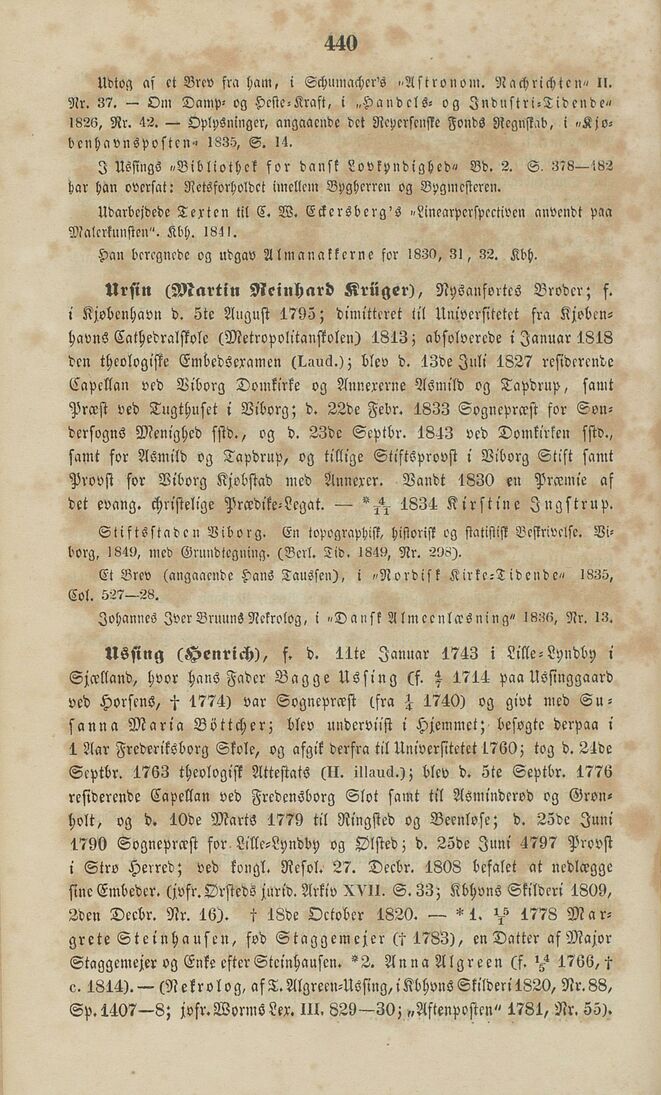 440
Udtog af et Brev fra ham, i Schumacher's „Astronom. Nachrichten“ II.
Nr. 37. — Om Damp- og Heste-Kraft, i „Handels- og Industri-Tidende“
1826, Nr. 42. — Oplysninger, angaaende det Reyersenske Fonds Regnskab, i „Kjø-
benhavnsposten“ 1835, S. 14.
I Ussings „Bibliothek for dansk Lovkyndighed“ Bd. 2. S. 378—482
har han oversat: Retsforholdet imellem Bygherren og Bygmesteren.
Udarbeidede Texten til C. W. Eckersberg's „Linearperspectiven anvendt paa
Malerkunsten“. Kbh. 1841.
Han beregnede og udgav Almanakkerne for 1830, 31, 32. Kbh.
Ursin (Martin Reinhard Krüger), Nysanførtes Broder; f.
i Kjøbenhavn d. 5te August 1795; dimitteret til Universitetet fra Kjøben-
havns Cathedralskole (Metropolitanskolen) 1813; absolverede i Januar 1818
den theologiske Embedsexamen (Laud.); blev d. 13de Juli 1827 residerende
Capellan ved Viborg Domkirke og Annexerne Asmild og Tapdrup, samt
Præst ved Tugthuset i Viborg; d. 22de Febr. 1833 Sognepræst for Søn-
dersogns Menighed sstd., og d. 23de Septbr. 1843 ved Domkirken sstd.,
samt for Asmild og Tapdrup, og tillige Stiftsprovst i Viborg Stift samt
Provst for Viborg Kjøbstad med Annexer. Vandt 1830 en Præmie af
det evang. christelige Prædike-Legat. — * 4/11 1834 Kirstine Ingstrup.
Stiftsstaden Viborg. En topographisk, historisk og statistisk Beskrivelse. Vi-
borg, 1849, med Grundtegning. (Berl. Tid. 1849, Nr. 298).
Et Brev (angaaende Hans Taussen), i „Nordisk Kirke-Tidende“ 1835,
Col. 527—28.
Johannes Iver Bruuns Nekrolog, i „Dansk Almeenlæsning“ 1836, Nr. 13.
Ussing (Henrich), f. d. 11te Januar 1743 i Lille-Lyndby i
Sjælland, hvor hans Fader Bagge Ussing (f. 4/7 1714 paa Ussinggaard
ved Horsens, † 1774) var Sognepræst (fra 1/4 1740) og givt med Su-
sanna Maria Böttcher; blev underviist i Hjemmet; besøgte derpaa i
1 Aar Frederiksborg Skole, og afgik derfra til Universitetet 1760; tog d. 24de
Septbr. 1763 theologisk Attestats (H. illaud.); blev d. 5te Septbr. 1776
residerende Capellan ved Fredensborg Slot samt til Asminderød og Grøn-
holt, og d. 10de Marts 1779 til Ringsted og Beenløse; d. 25de Juni
1790 Sognepræst for Lille-Lyndby og Ølsted; d. 25de Juni 4797 Provst
i Strø Herred; ved kongl. Resol. 27. Decbr. 1808 befalet at nedlægge
sine Embeder. (jvfr. Ørsteds jurid. Arkiv XVII. S. 33; Kbhvns Skilderi 1809,
2den Decbr. Nr. 16). † 18de October 1820. — *1. 15/1 1778 Mar-
grete Steinhausen, fød Staggemejer († 1783), en Datter af Major
Staggemejer og Enke efter Steinhausen. *2. Anna Algreen (f. 14/5 1766, †
c. 1814). — (Nekrolog, af T. Algreen-Ussing, i Kbhvns Skilderi 1820, Nr. 88,
Sp. 1407—8; jvfr. Worms Lex. III, 829—30; „Aftenposten“ 1781, Nr. 55).